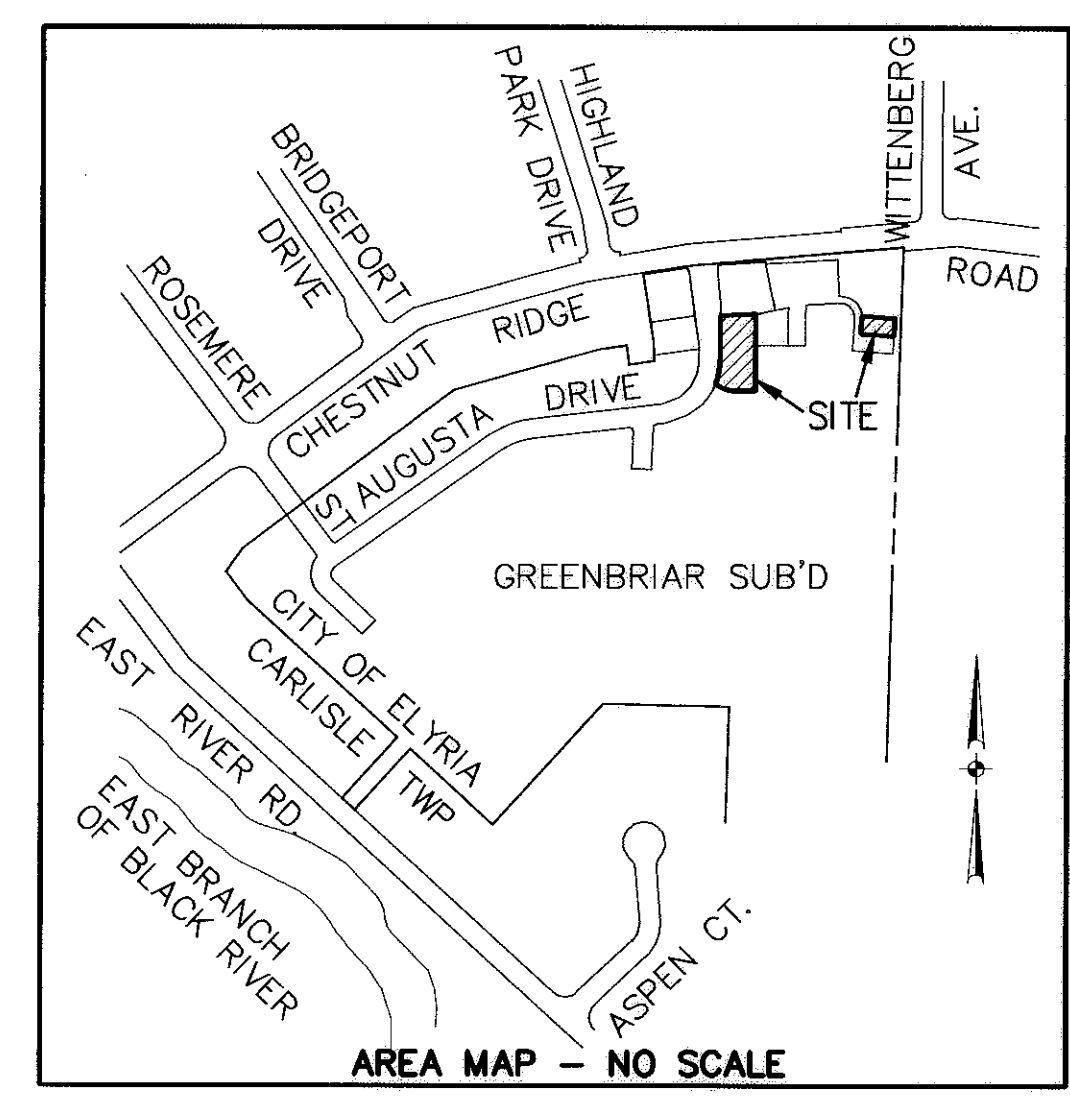 HIGHLAND
PARK DRIVE
WITTENBERG
AVE.
BRIDGEPORT
DRIVE
ROSEMERE
CHESTNUT RIDGE ROAD
ST AUGUSTA DRIVE
SITE
GREENBRIAR SUB'D
CITY OF ELYRIA
CARLISLE TWP
EAST RIVER RD.
EAST BRANCH
OF BLACK RIVER
ASPEN CT.
AREA MAP – NO SCALE